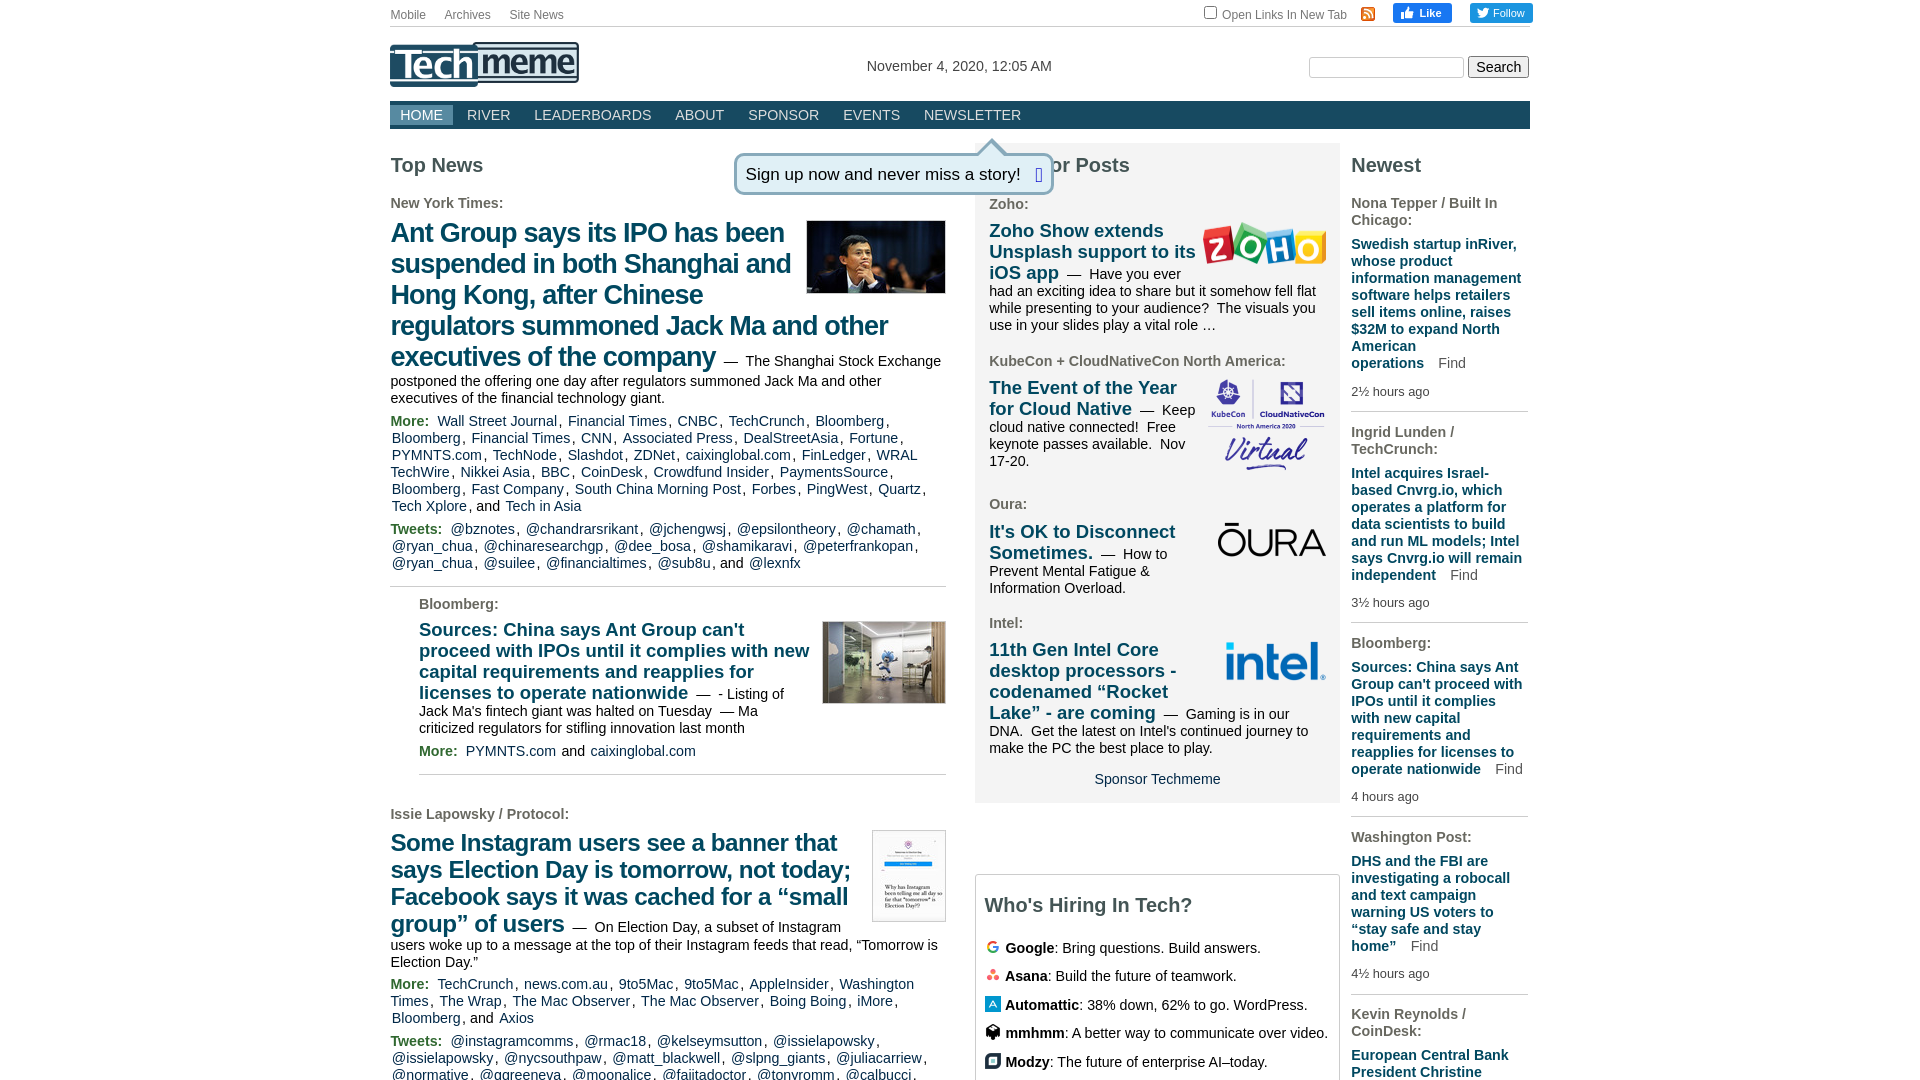 Mobile Archives Site News
Open Links In New Tab
Like
Follow
Techmeme
November 4, 2020, 12:05 AM
Search
HOME RIVER LEADERBOARDS ABOUT SPONSOR EVENTS NEWSLETTER
Sign up now and never miss a story!
Top News
New York Times:
Ant Group says its IPO has been
suspended in both Shanghai and
Hong Kong, after Chinese
regulators summoned Jack Ma and other
executives of the company — The Shanghai Stock Exchange
postponed the offering one day after regulators summoned Jack Ma and other
executives of the financial technology giant.
More: Wall Street Journal, Financial Times, CNBC, TechCrunch, Bloomberg,
Bloomberg, Financial Times, CNN, Associated Press, DealStreetAsia, Fortune,
PYMNTS.com, TechNode, Slashdot, ZDNet, caixinglobal.com, FinLedger, WRAL
TechWire, Nikkei Asia, BBC, CoinDesk, Crowdfund Insider, PaymentsSource,
Bloomberg, Fast Company, South China Morning Post, Forbes, PingWest, Quartz,
Tech Xplore, and Tech in Asia
Tweets: @bznotes, @chandrarsrikant, @jchengwsj, @epsilontheory, @chamath,
@ryan_chua, @chinaresearchgp, @dee_bosa, @shamikaravi, @peterfrankopan,
@ryan_chua, @suilee, @financialtimes, @sub8u, and @lexnfx
Bloomberg:
Sources: China says Ant Group can't
proceed with IPOs until it complies with new
capital requirements and reapplies for
licenses to operate nationwide — - Listing of
Jack Ma's fintech giant was halted on Tuesday — Ma
criticized regulators for stifling innovation last month
More: PYMNTS.com and caixinglobal.com
Issie Lapowsky / Protocol:
Some Instagram users see a banner that
says Election Day is tomorrow, not today;
Facebook says it was cached for a “small
group” of users — On Election Day, a subset of Instagram
users woke up to a message at the top of their Instagram feeds that read, “Tomorrow is
Election Day.”
Why has Instagram
been telling me all day so
far that "tomorrow" is
Election Day??
More: TechCrunch, news.com.au, 9to5Mac, 9to5Mac, AppleInsider, Washington
Times, The Wrap, The Mac Observer, The Mac Observer, Boing Boing, iMore,
Bloomberg, and Axios
Tweets: @instagramcomms, @rmac18, @kelseymsutton, @issielapowsky,
@issielapowsky, @nycsouthpaw, @matt_blackwell, @slpng_giants, @juliacarriew,
@normative, @ggreeneva, @moonalice, @fajitadoctor, @tonyromm, @calbucci,
or Posts
Zoho:
Zoho Show extends
Unsplash support to its
iOS app — Have you ever
had an exciting idea to share but it somehow fell flat
while presenting to your audience? The visuals you
use in your slides play a vital role …
ZOHO
KubeCon + CloudNativeCon North America:
The Event of the Year
for Cloud Native — Keep
cloud native connected! Free
keynote passes available. Nov
17-20.
KubeCon CloudNativeCon
North America 2020
Virtual
Oura:
It's OK to Disconnect
Sometimes. — How to
Prevent Mental Fatigue &
Information Overload.
ŌURA
Intel:
11th Gen Intel Core
desktop processors -
codenamed “Rocket
Lake” - are coming — Gaming is in our
DNA. Get the latest on Intel's continued journey to
make the PC the best place to play.
intel
Sponsor Techmeme
Who's Hiring In Tech?
Google: Bring questions. Build answers.
Asana: Build the future of teamwork.
Automattic: 38% down, 62% to go. WordPress.
mmhmm: A better way to communicate over video.
Modzy: The future of enterprise AI–today.
Newest
Nona Tepper / Built In
Chicago:
Swedish startup inRiver,
whose product
information management
software helps retailers
sell items online, raises
$32M to expand North
American
operations Find
2½ hours ago
Ingrid Lunden /
TechCrunch:
Intel acquires Israel-
based Cnvrg.io, which
operates a platform for
data scientists to build
and run ML models; Intel
says Cnvrg.io will remain
independent Find
3½ hours ago
Bloomberg:
Sources: China says Ant
Group can't proceed with
IPOs until it complies
with new capital
requirements and
reapplies for licenses to
operate nationwide Find
4 hours ago
Washington Post:
DHS and the FBI are
investigating a robocall
and text campaign
warning US voters to
“stay safe and stay
home” Find
4½ hours ago
Kevin Reynolds /
CoinDesk:
European Central Bank
President Christine